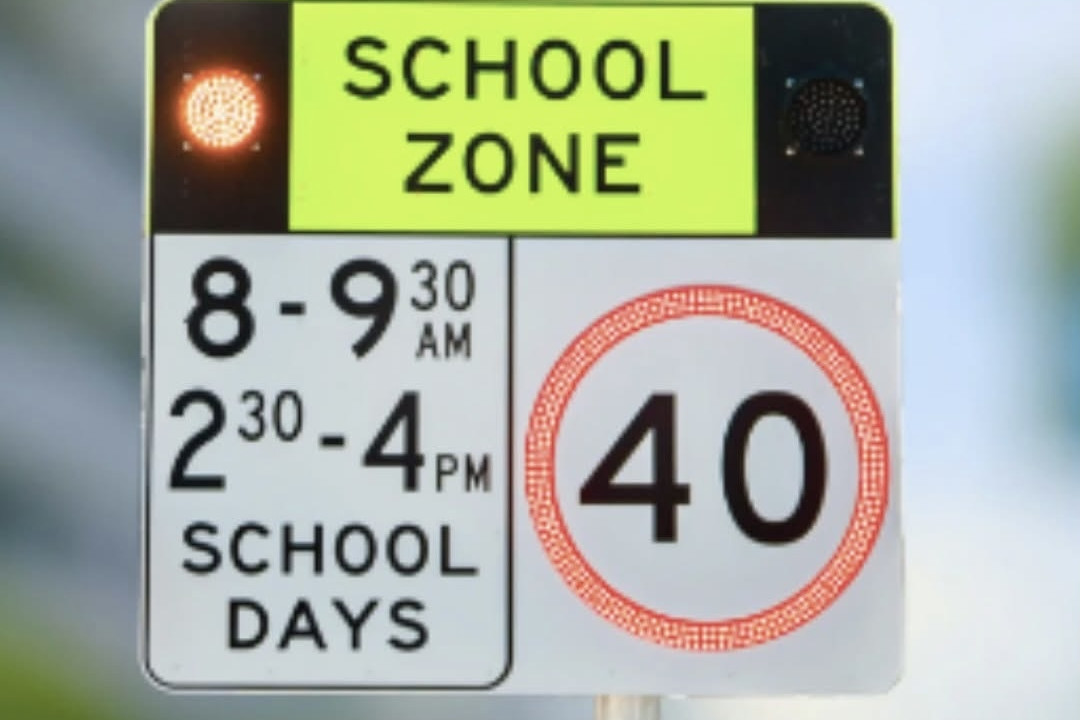 SCHOOL
ZONE
8-9 30 AM
2 30 -4 PM
SCHOOL
DAYS
40